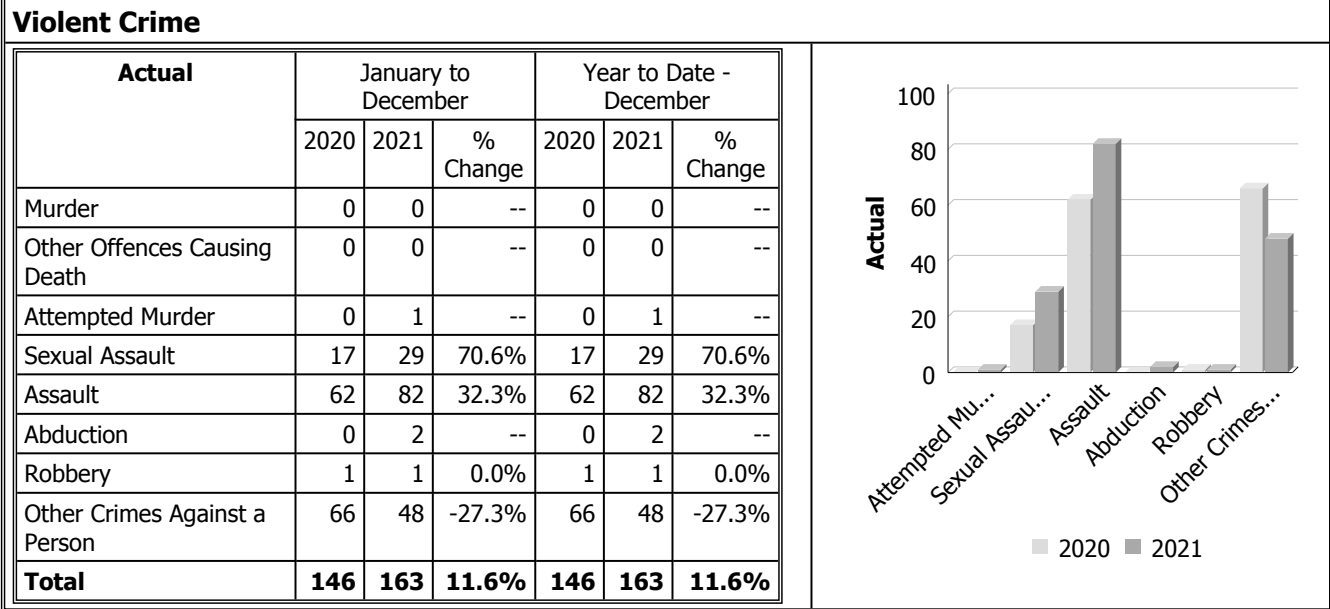 Violent Crime
Actual January to December Year to Date - December
2020 2021 % Change 2020 2021 % Change
Murder 0 0 -- 0 0 --
Other Offences Causing Death 0 0 -- 0 0 --
Attempted Murder 0 1 -- 0 1 --
Sexual Assault 17 29 70.6% 17 29 70.6%
Assault 62 82 32.3% 62 82 32.3%
Abduction 0 2 -- 0 2 --
Robbery 1 1 0.0% 1 1 0.0%
Other Crimes Against a Person 66 48 -27.3% 66 48 -27.3%
Total 146 163 11.6% 146 163 11.6%
Actual
100
80
60
40
20
0
Attempted Mu...
Sexual Assau...
Assault
Abduction
Robbery
Other Crimes...
2020 2021